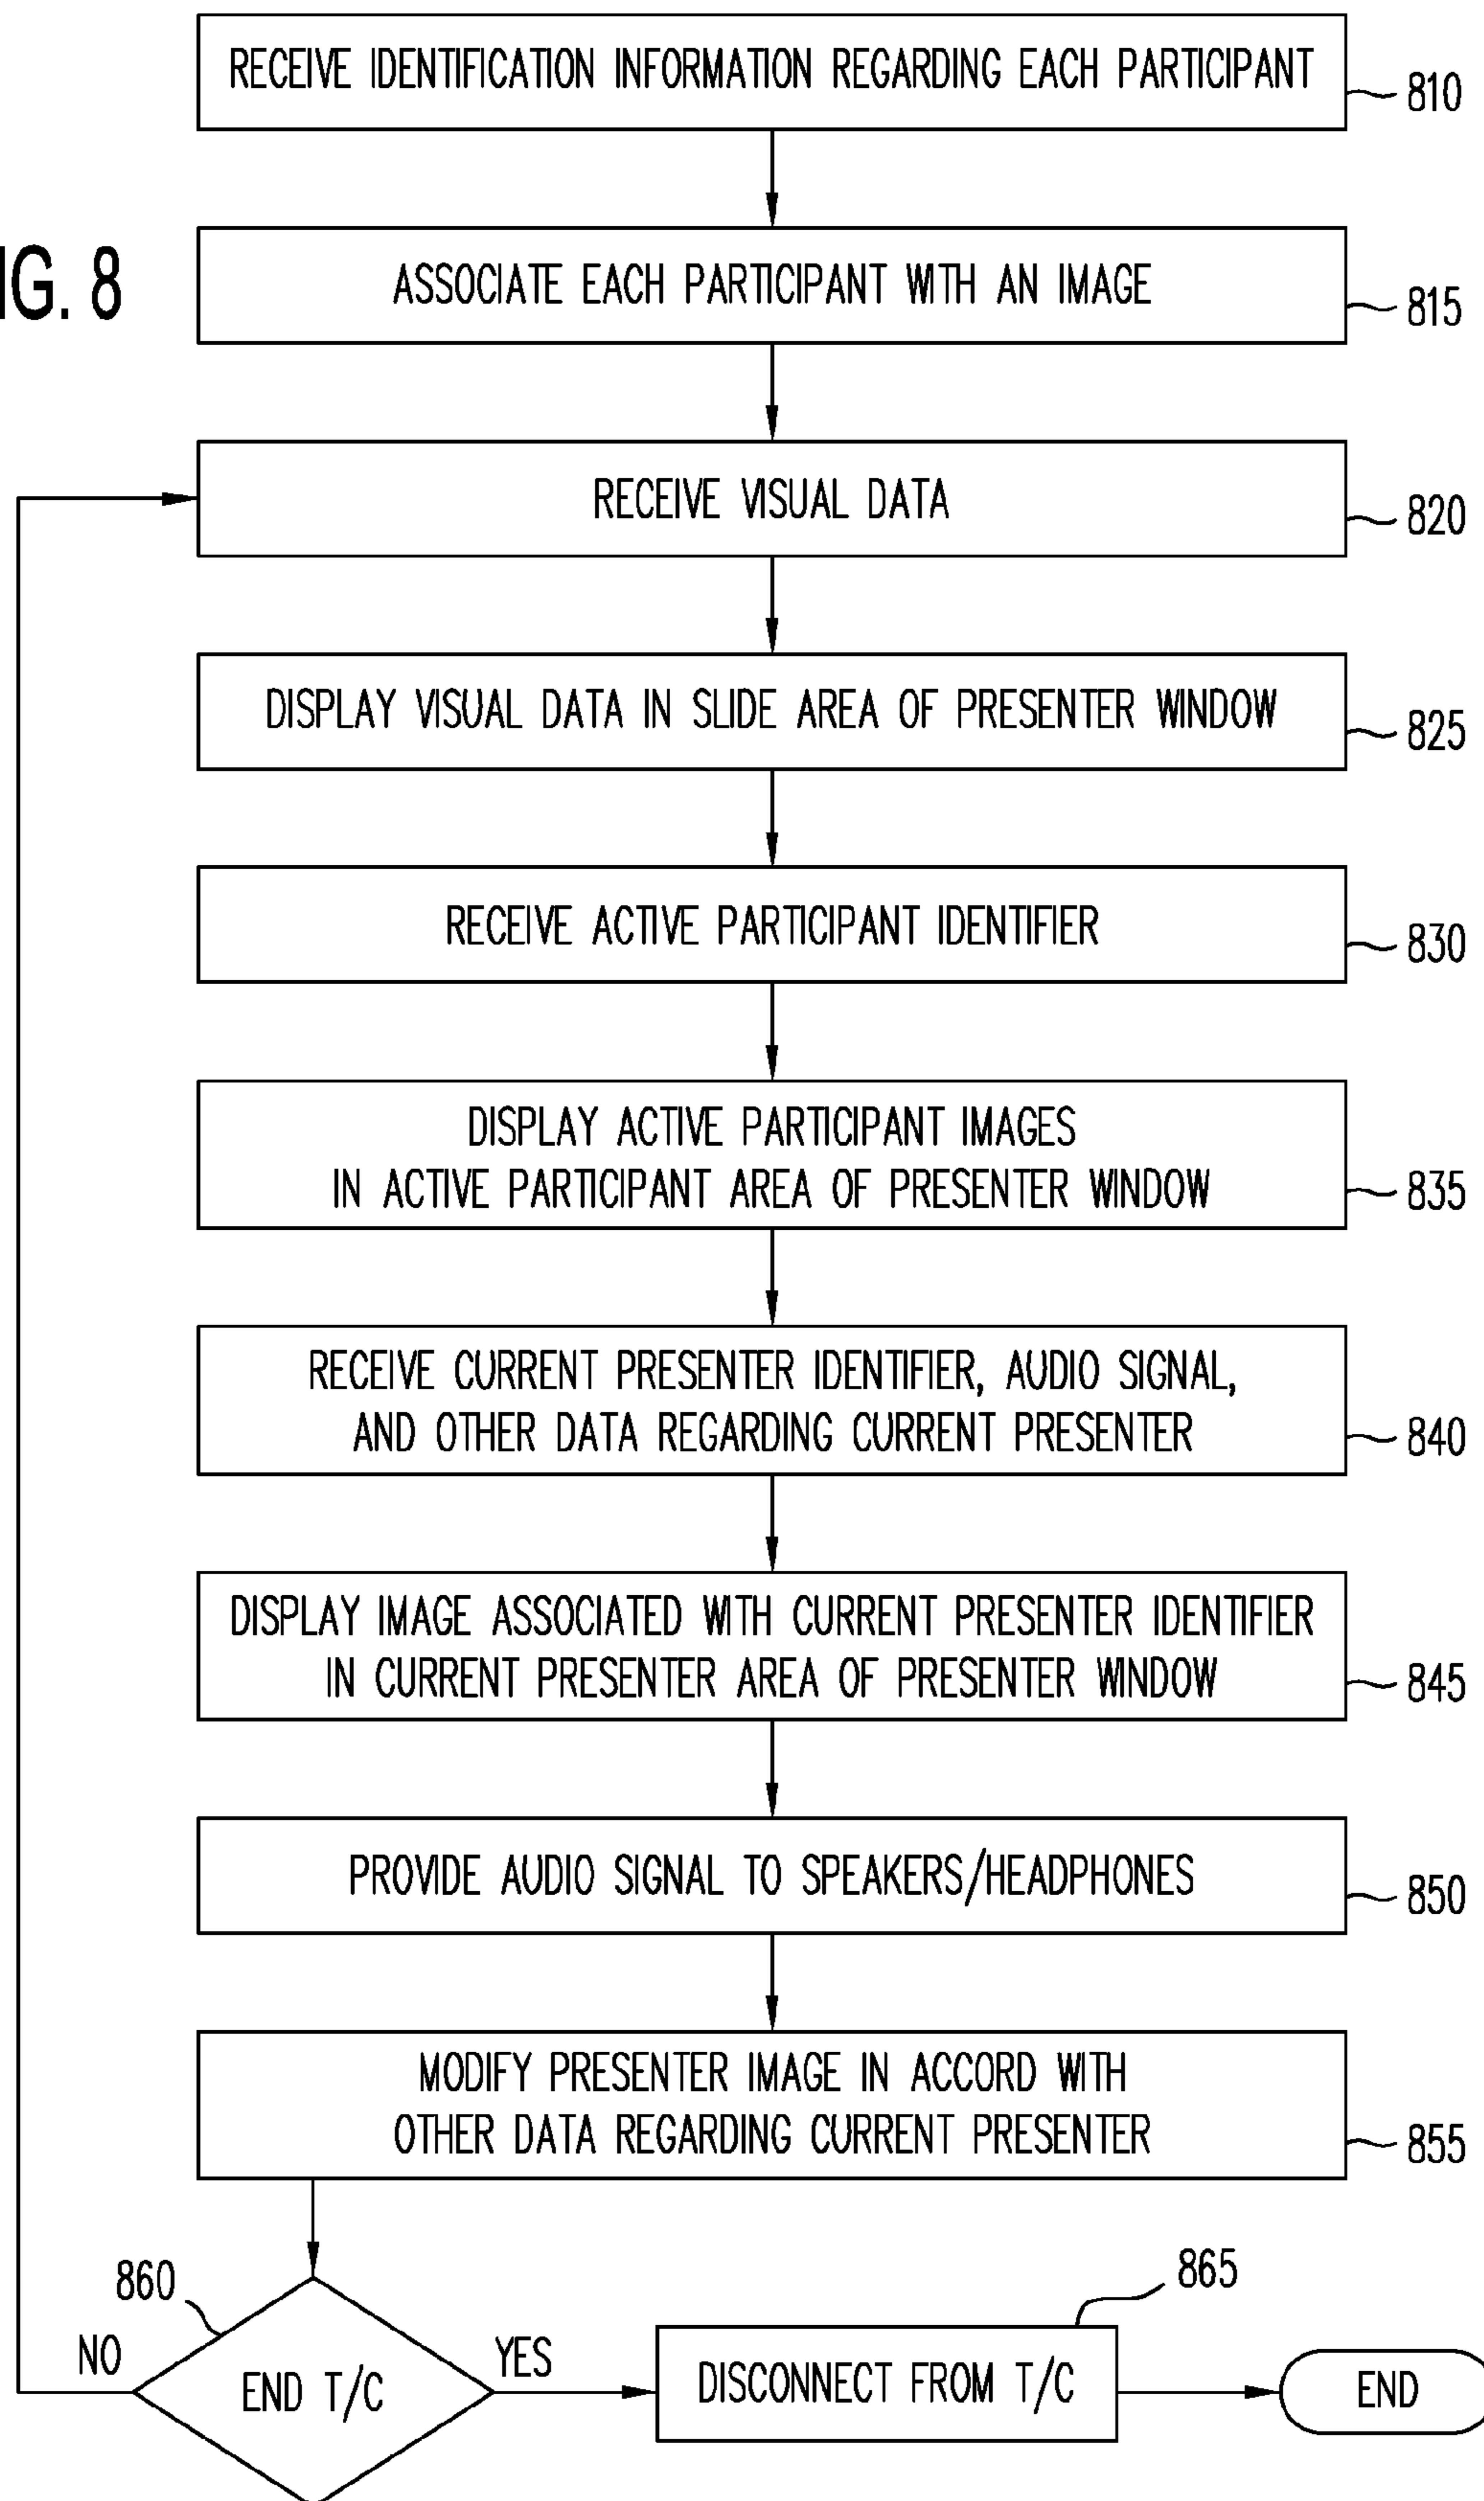 RECEIVE IDENTIFICATION INFORMATION REGARDING EACH PARTICIPANT
810
IG. 8
ASSOCIATE EACH PARTICIPANT WITH AN IMAGE
815
RECEIVE VISUAL DATA
820
DISPLAY VISUAL DATA IN SLIDE AREA OF PRESENTER WINDOW
825
RECEIVE ACTIVE PARTICIPANT IDENTIFIER
830
DISPLAY ACTIVE PARTICIPANT IMAGES
IN ACTIVE PARTICIPANT AREA OF PRESENTER WINDOW
835
RECEIVE CURRENT PRESENTER IDENTIFIER, AUDIO SIGNAL,
AND OTHER DATA REGARDING CURRENT PRESENTER
840
DISPLAY IMAGE ASSOCIATED WITH CURRENT PRESENTER IDENTIFIER
IN CURRENT PRESENTER AREA OF PRESENTER WINDOW
845
PROVIDE AUDIO SIGNAL TO SPEAKERS/HEADPHONES
850
MODIFY PRESENTER IMAGE IN ACCORD WITH
OTHER DATA REGARDING CURRENT PRESENTER
855
860
865
NO
END T/C
YES
DISCONNECT FROM T/C
END